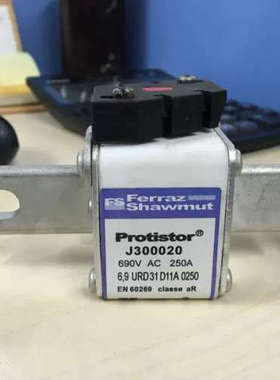 FS Ferraz
Shawmut
Protistor®
J300020
690V AC 250A
6,9 URD31D11A 0250
EN 60269 classe aR